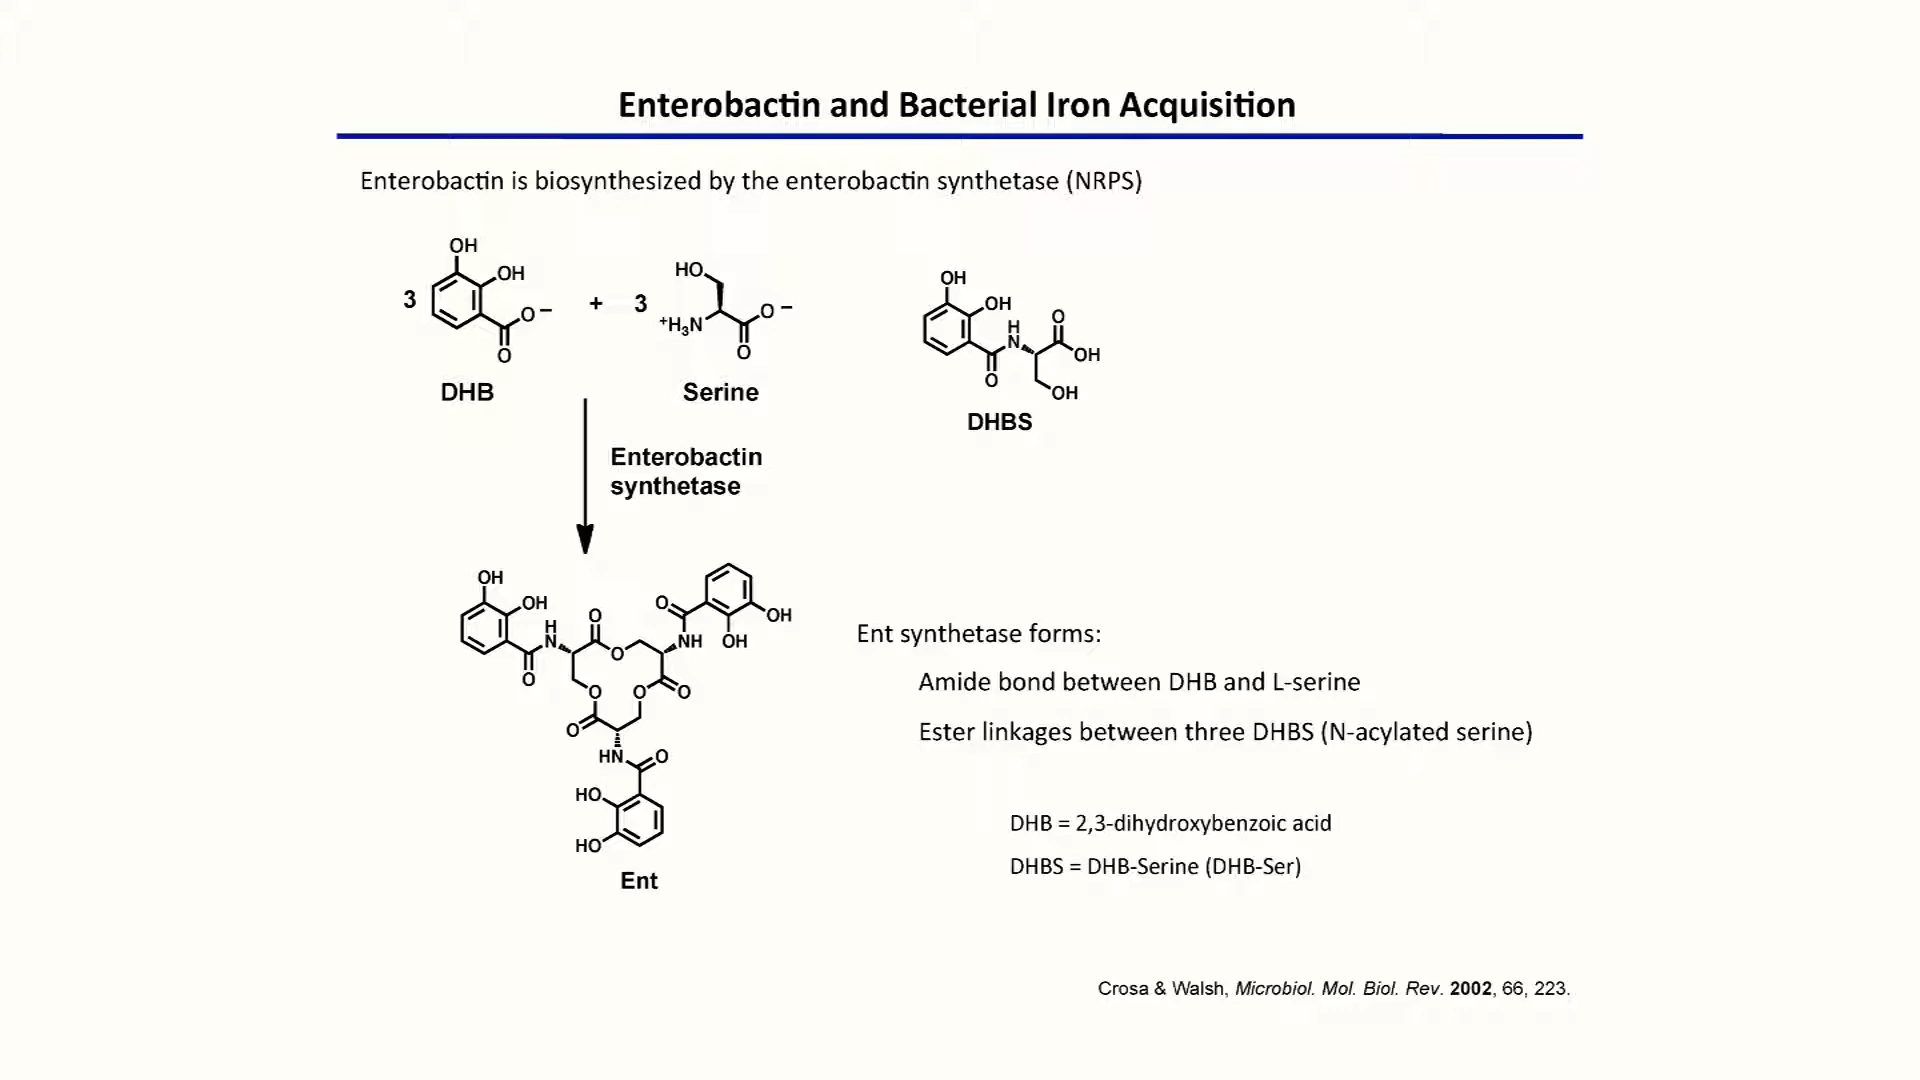 Enterobactin and Bacterial Iron Acquisition
Enterobactin is biosynthesized by the enterobactin synthetase (NRPS)
OH
OH
3
O−
O
DHB
+ 3
HO
+H3N
O−
O
Serine
OH
OH
H
N
O
O
OH
OH
DHBS
Enterobactin
synthetase
OH
OH
H
N
O
O
O
O
NH
OH
OH
O
O
O
O
HN
O
HO
HO
Ent
Ent synthetase forms:
Amide bond between DHB and L-serine
Ester linkages between three DHBS (N-acylated serine)
DHB = 2,3-dihydroxybenzoic acid
DHBS = DHB-Serine (DHB-Ser)
Crosa & Walsh, Microbiol. Mol. Biol. Rev. 2002, 66, 223.